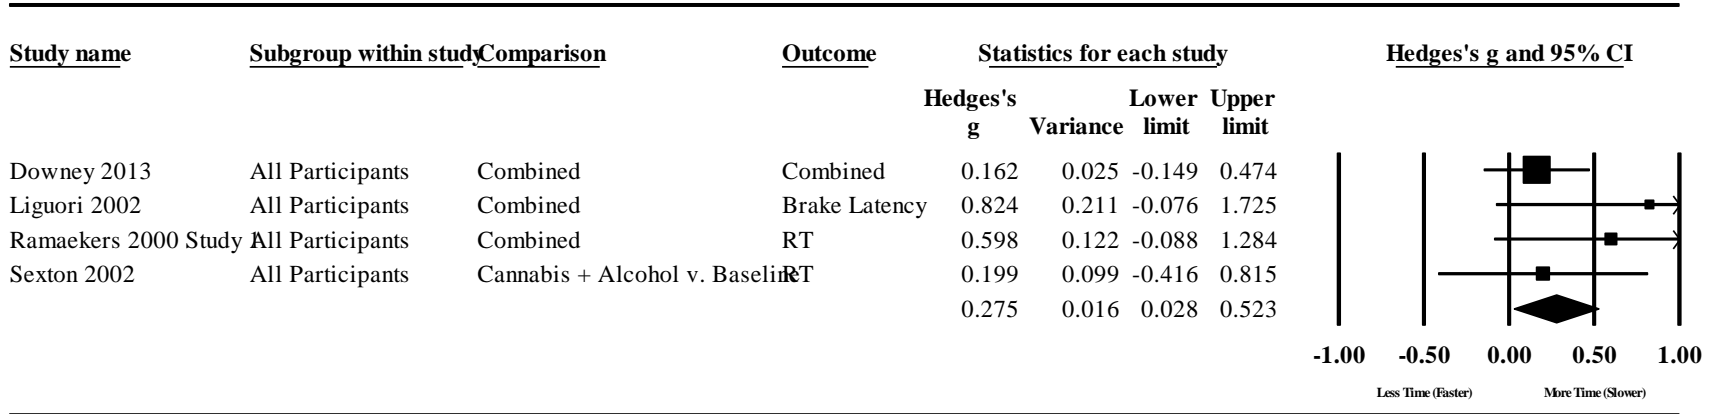 Study name Subgroup within study Comparison Outcome Statistics for each study Hedges's g and 95% CI
Hedges's Lower Upper
g Variance limit limit
Downey 2013 All Participants Combined Combined 0.162 0.025 -0.149 0.474
Liguori 2002 All Participants Combined Brake Latency 0.824 0.211 -0.076 1.725
Ramaekers 2000 Study 1 All Participants Combined RT 0.598 0.122 -0.088 1.284
Sexton 2002 All Participants Cannabis + Alcohol v. Baseline RT 0.199 0.099 -0.416 0.815
0.275 0.016 0.028 0.523
-1.00 -0.50 0.00 0.50 1.00
Less Time (Faster) More Time (Slower)